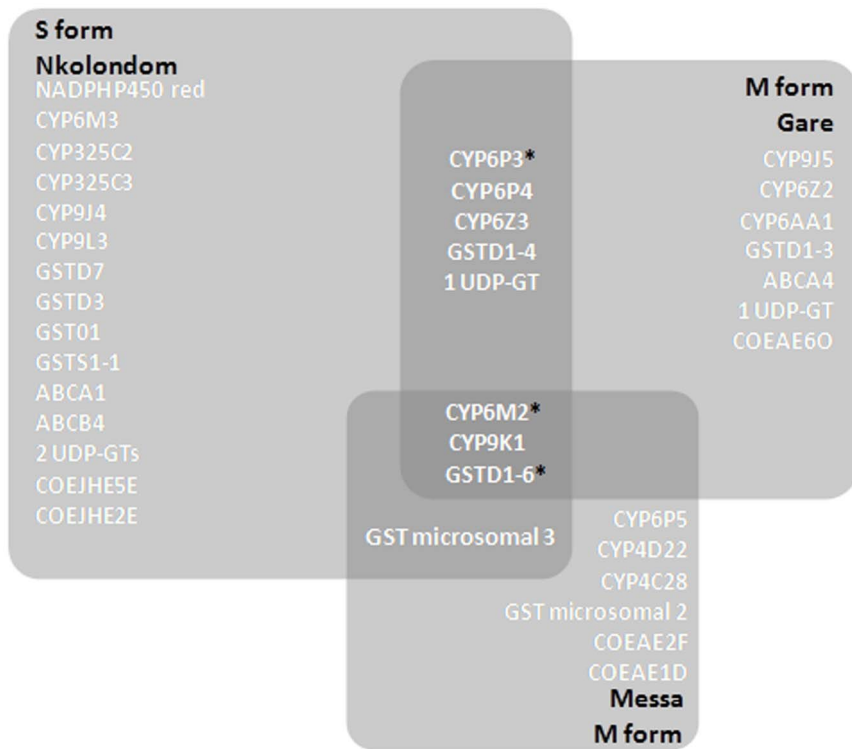 S form
Nkolondom
NADPHP450 red
CYP6M3
CYP325C2
CYP325C3
CYP9J4
CYP9L3
GSTD7
GSTD3
GST01
GSTS1-1
ABCA1
ABCB4
2 UDP-GTs
COEJHE5E
COEJHE2E
CYP6P3*
CYP6P4
CYP6Z3
GSTD1-4
1 UDP-GT
M form
Gare
CYP9J5
CYP6Z2
CYP6AA1
GSTD1-3
ABCA4
1 UDP-GT
COEAE6O
CYP6M2*
CYP9K1
GSTD1-6*
GST microsomal 3
CYP6P5
CYP4D22
CYP4C28
GST microsomal 2
COEAE2F
COEAE1D
Messa
M form